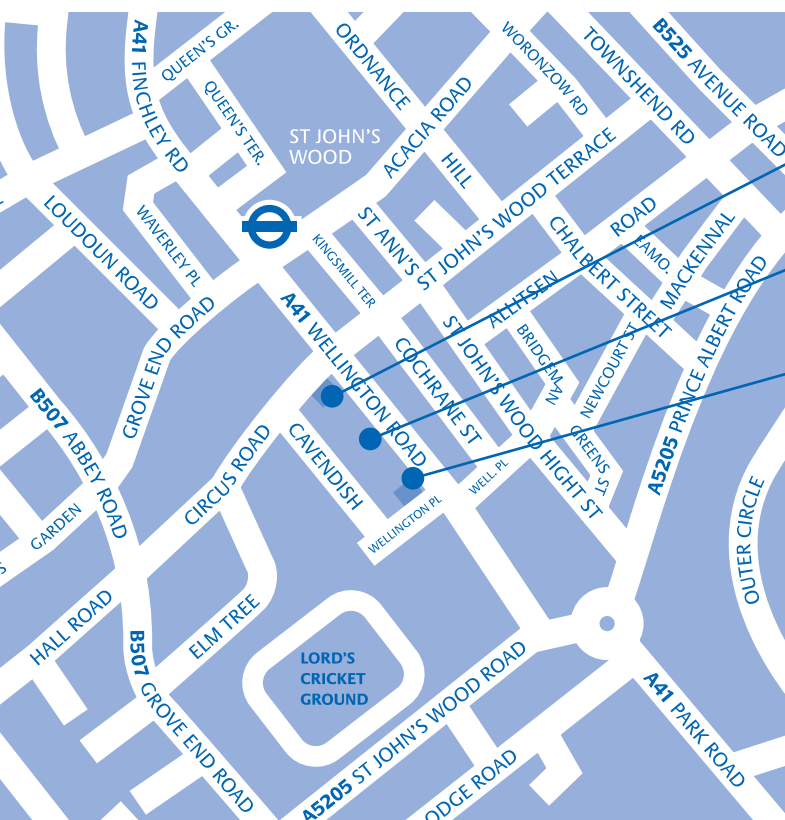 A41 FINCHLEY RD
QUEEN'S GR.
QUEEN'S TER.
ORDNANCE
HILL
WORONZOW RD
TOWNSHEND RD
B525 AVENUE ROAD
ST JOHN'S
WOOD
ACACIA ROAD
ST JOHN'S WOOD TERRACE
LOUDOUN ROAD
WAVERLEY PL
KINGSMILL TER
ST ANN'S
CHALBERT STREET
ALLITSEN
ROAD
LAMO.
MACKENNAL
GROVE END ROAD
A41 WELLINGTON ROAD
COCHRANE ST
ST JOHN'S WOOD HIGHT ST
BRIDGEMAN
NEWCOURT ST
GREENS ST
A5205 PRINCE ALBERT ROAD
B507 ABBEY ROAD
CIRCUS ROAD
CAVENDISH
WELL. PL
WELLINGTON PL
GARDEN
S
OUTER CIRCLE
HALL ROAD
ELM TREE
B507 GROVE END ROAD
LORD'S
CRICKET
GROUND
A5205 ST JOHN'S WOOD ROAD
ODGE ROAD
A41 PARK ROAD